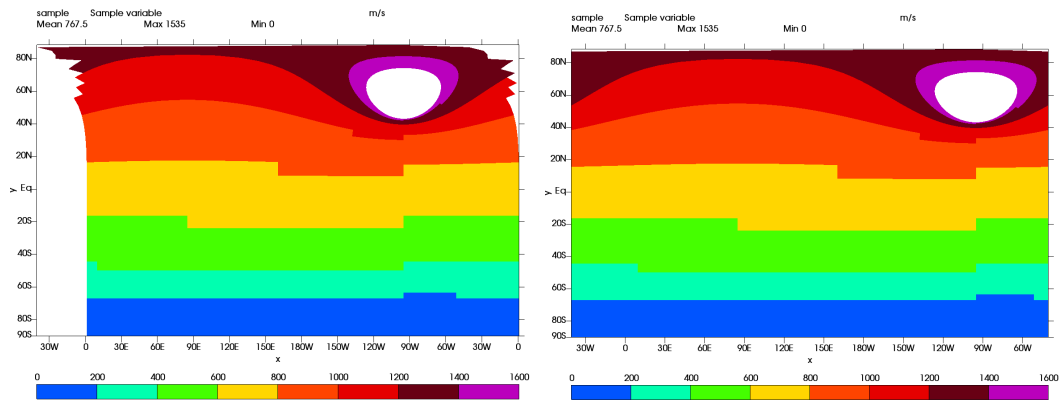 sample Sample variable m/s
Mean 767.5 Max 1535 Min 0
80N
60N
40N
20N
y Eq
20S
40S
60S
80S
90S
30W 0 30E 60E 90E 120E 150E 180 150W 120W 90W 60W 30W 0
x
0 200 400 600 800 1000 1200 1400 1600
sample Sample variable m/s
Mean 767.5 Max 1535 Min 0
80N
60N
40N
20N
y Eq
20S
40S
60S
80S
90S
30W 0 30E 60E 90E 120E 150E 180 150W 120W 90W 60W
x
0 200 400 600 800 1000 1200 1400 1600